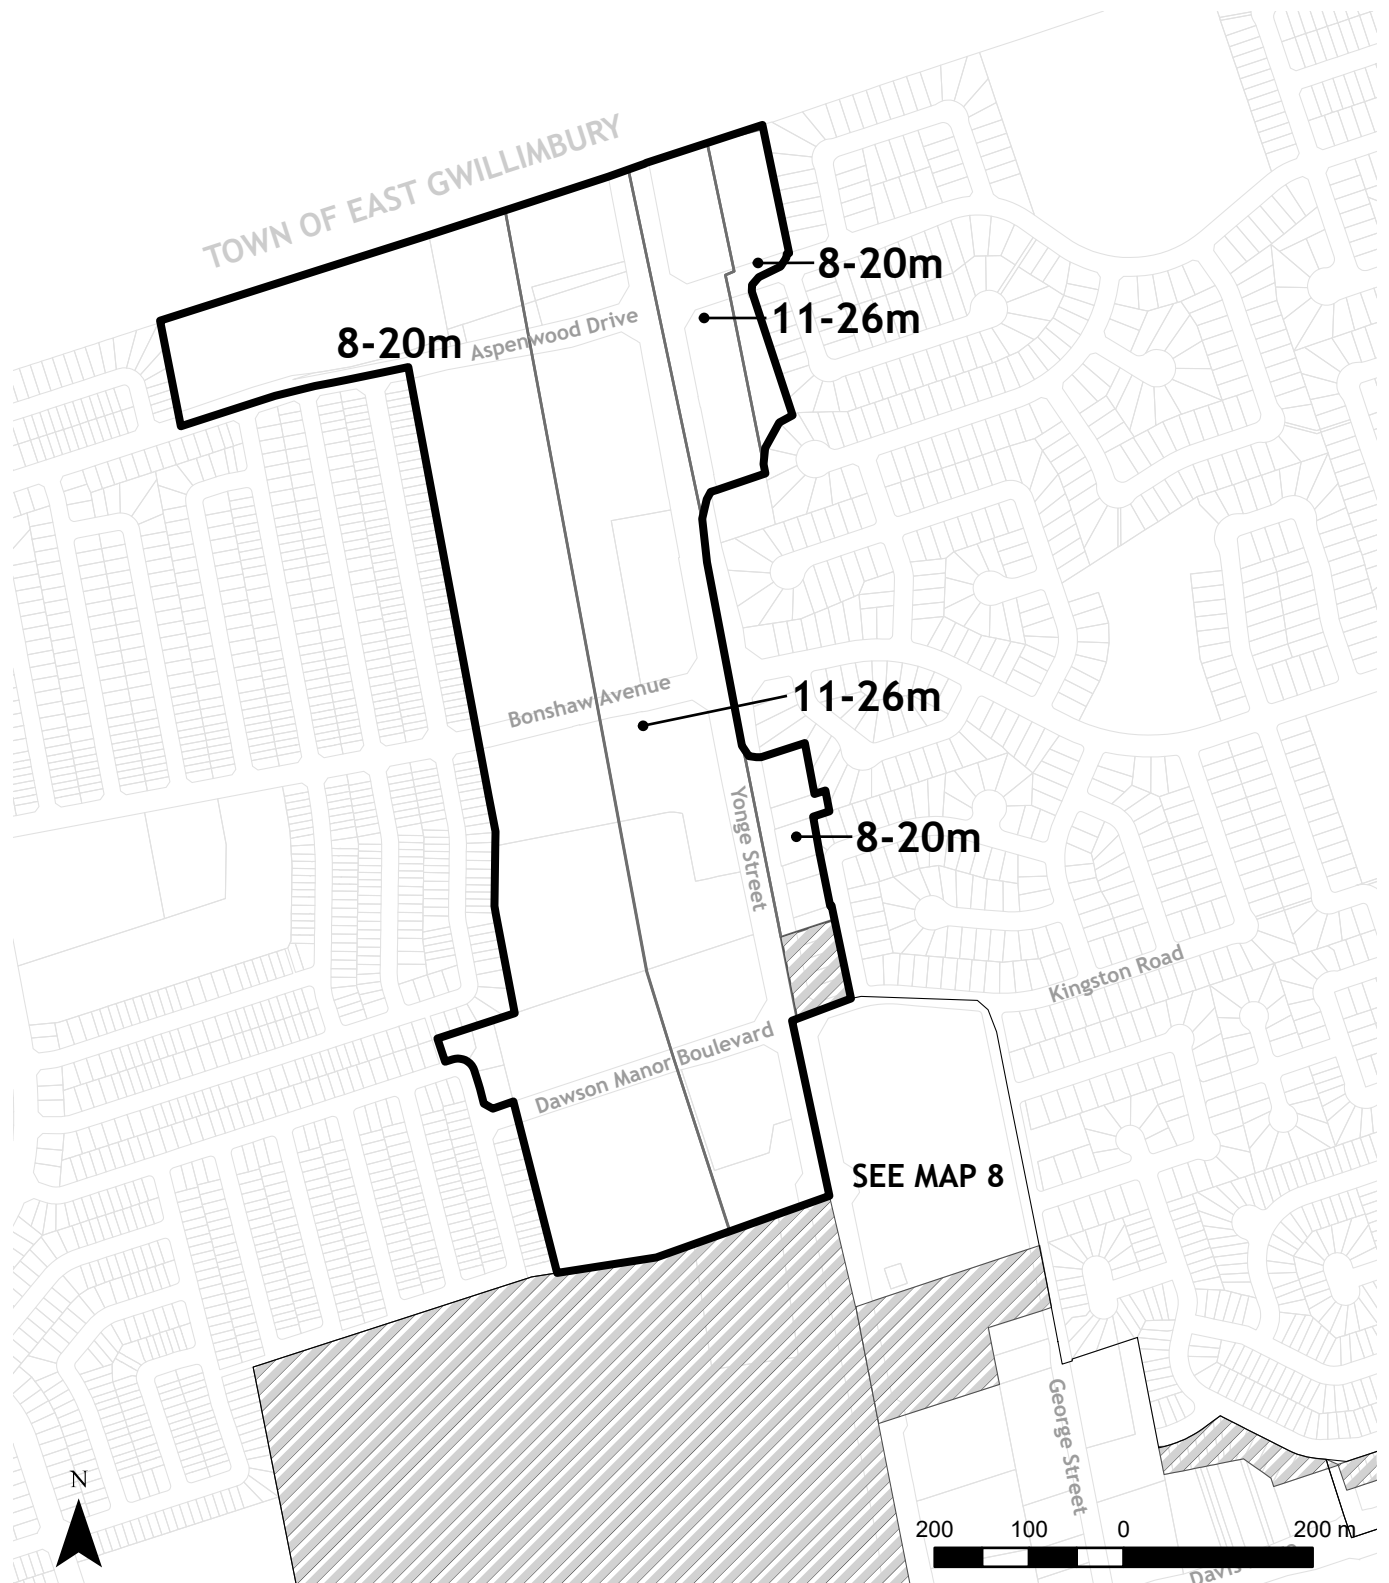 TOWN OF EAST GWILLIMBURY
8-20m
11-26m
8-20m
Aspenwood Drive
11-26m
Bonshaw Avenue
Yonge Street
8-20m
Kingston Road
Dawson Manor Boulevard
SEE MAP 8
George Street
N
200 100 0 200 m